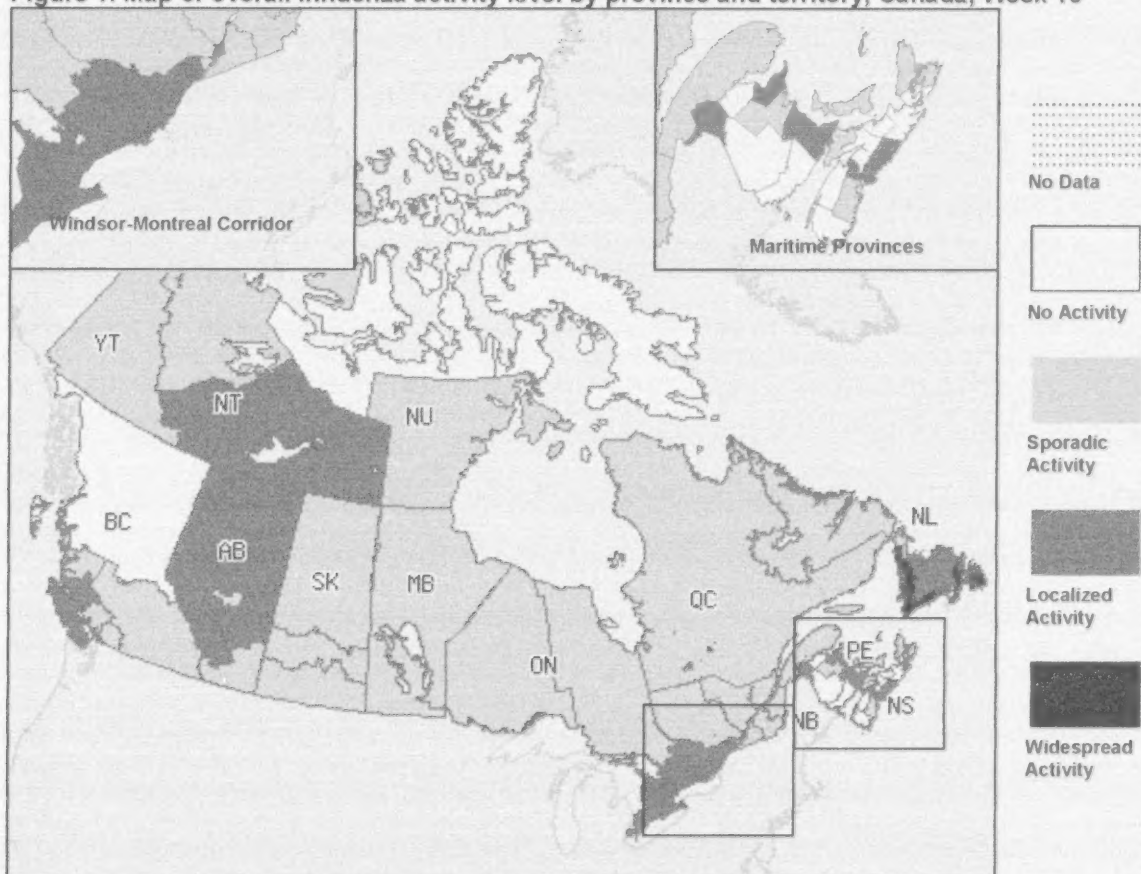 Windsor-Montreal Corridor
Maritime Provinces
No Data
No Activity
Sporadic
Activity
Localized
Activity
Widespread
Activity
YT
NT
NU
BC
AB
SK
MB
ON
QC
NL
PE
NB
NS